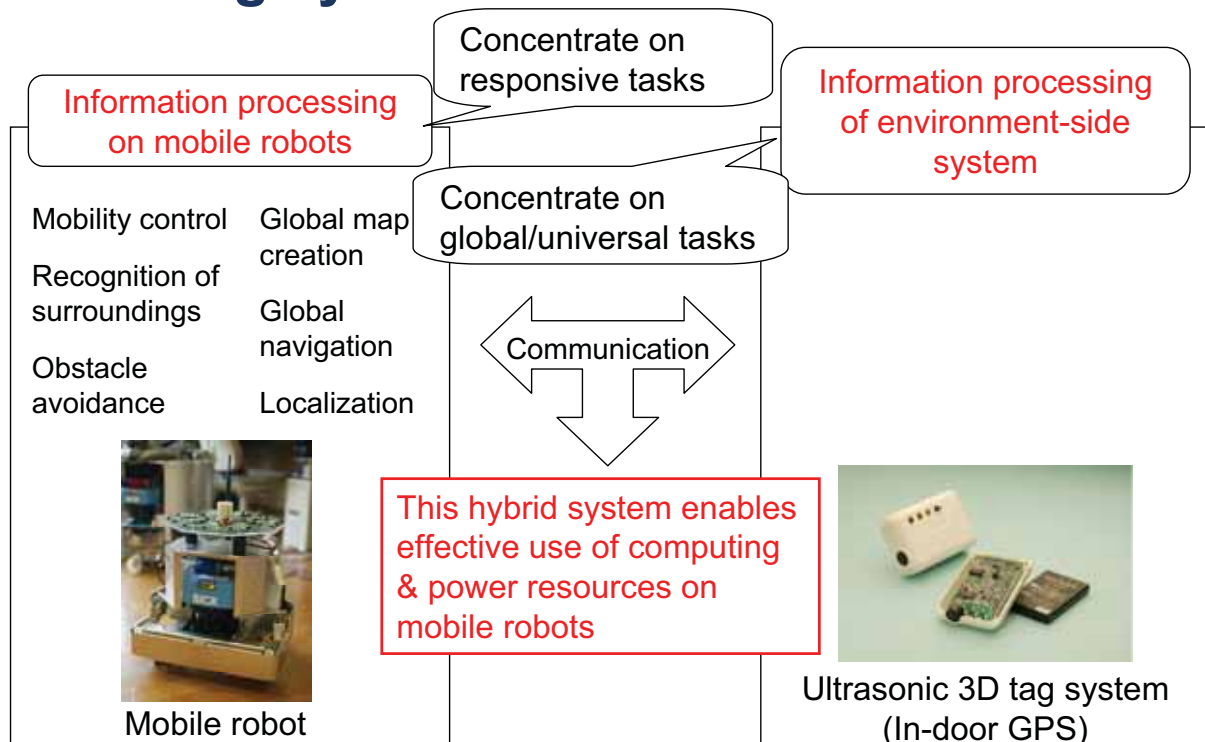 Concentrate on
responsive tasks
Information processing
on mobile robots
Information processing
of environment-side
system
Concentrate on
global/universal tasks
Mobility control
Recognition of
surroundings
Obstacle
avoidance
Global map
creation
Global
navigation
Localization
Communication
This hybrid system enables
effective use of computing
& power resources on
mobile robots
Mobile robot
Ultrasonic 3D tag system
(In-door GPS)